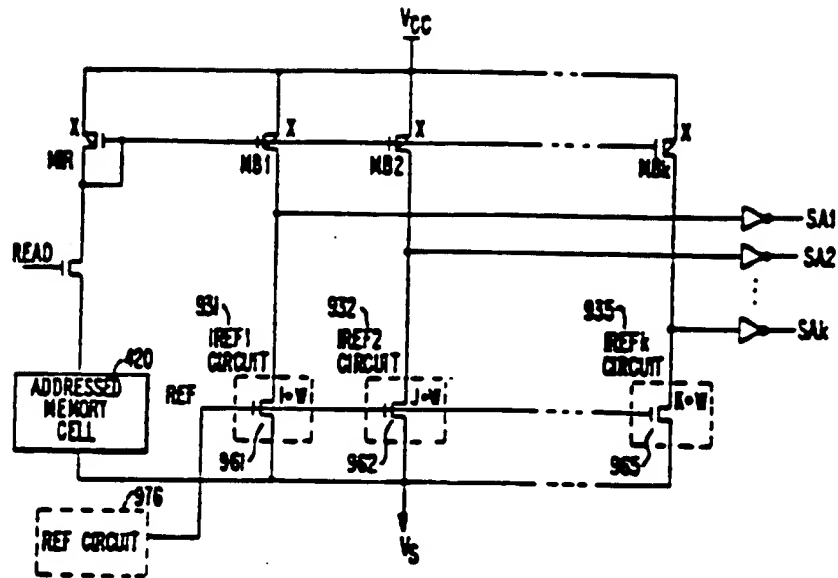 VCC
X X X X
MIR MB1 MB2 MBk
SA1
READ
SA2
931 932 935
IREF1 CIRCUIT
IREF2 CIRCUIT
IREFk CIRCUIT
SAk
420
ADDRESSED MEMORY CELL
REF
I•W J•W K•W
961 962 965
976
REF CIRCUIT
VS